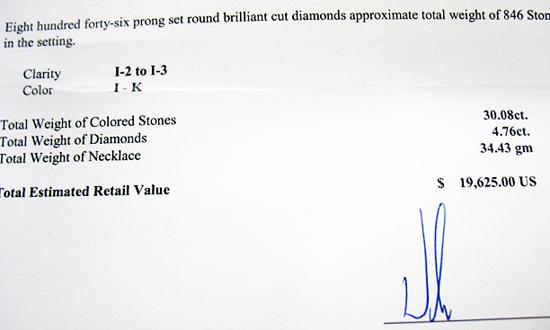 Eight hundred forty-six prong set round brilliant cut diamonds approximate total weight of 846 Ston
in the setting.
Clarity I-2 to I-3
Color I - K
Total Weight of Colored Stones 30.08ct.
Total Weight of Diamonds 4.76ct.
Total Weight of Necklace 34.43 gm
Total Estimated Retail Value $ 19,625.00 US